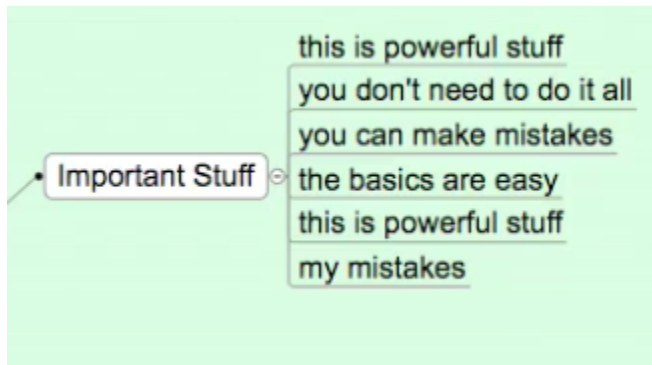 this is powerful stuff
you don't need to do it all
you can make mistakes
Important Stuff
the basics are easy
this is powerful stuff
my mistakes